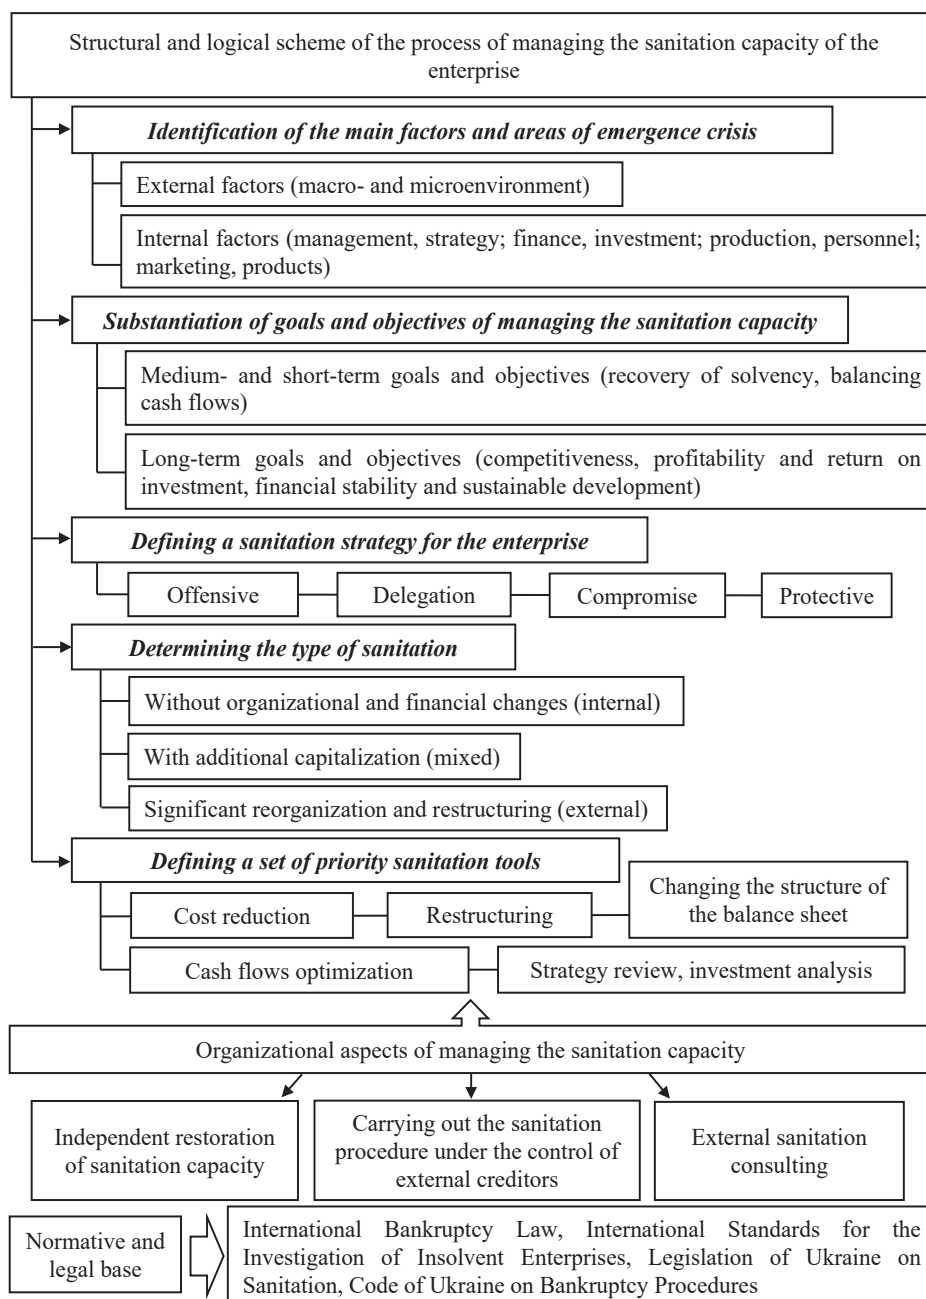 Structural and logical scheme of the process of managing the sanitation capacity of the
enterprise
Identification of the main factors and areas of emergence crisis
External factors (macro- and microenvironment)
Internal factors (management, strategy; finance, investment; production, personnel;
marketing, products)
Substantiation of goals and objectives of managing the sanitation capacity
Medium- and short-term goals and objectives (recovery of solvency, balancing
cash flows)
Long-term goals and objectives (competitiveness, profitability and return on
investment, financial stability and sustainable development)
Defining a sanitation strategy for the enterprise
Offensive
Delegation
Compromise
Protective
Determining the type of sanitation
Without organizational and financial changes (internal)
With additional capitalization (mixed)
Significant reorganization and restructuring (external)
Defining a set of priority sanitation tools
Cost reduction
Restructuring
Changing the structure of
the balance sheet
Cash flows optimization
Strategy review, investment analysis
Organizational aspects of managing the sanitation capacity
Independent restoration
of sanitation capacity
Carrying out the sanitation
procedure under the control of
external creditors
External sanitation
consulting
Normative and
legal base
International Bankruptcy Law, International Standards for the
Investigation of Insolvent Enterprises, Legislation of Ukraine on
Sanitation, Code of Ukraine on Bankruptcy Procedures